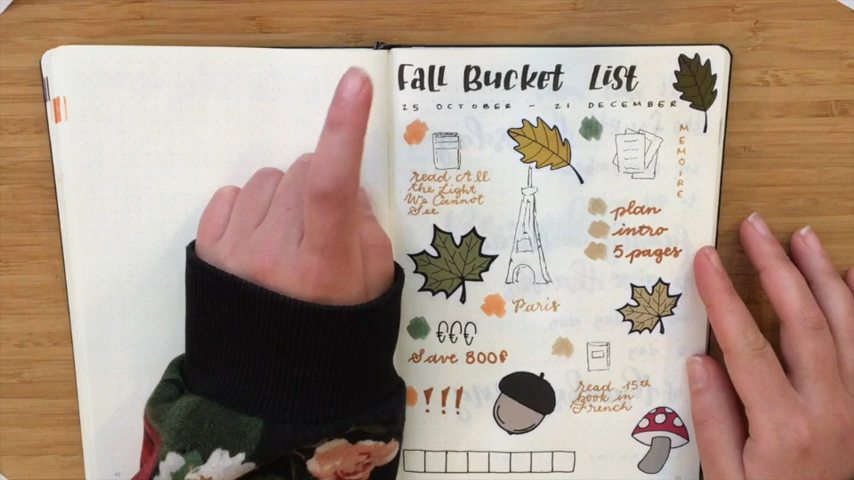 Fall Bucket List
25 OCTOBER - 21 DECEMBER
read All
the Light
We Cannot
See
MEMOIRE
plan
intro
5 pages
Paris
€€€
Save 800€
!!!
read 15th
book in
French